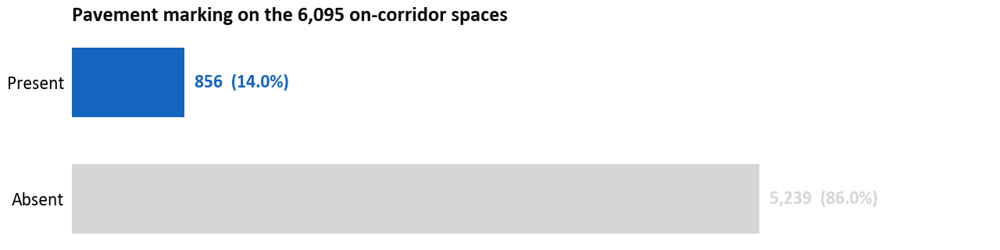 Pavement marking on the 6,095 on-corridor spaces
Present 856 (14.0%)
Absent 5,239 (86.0%)